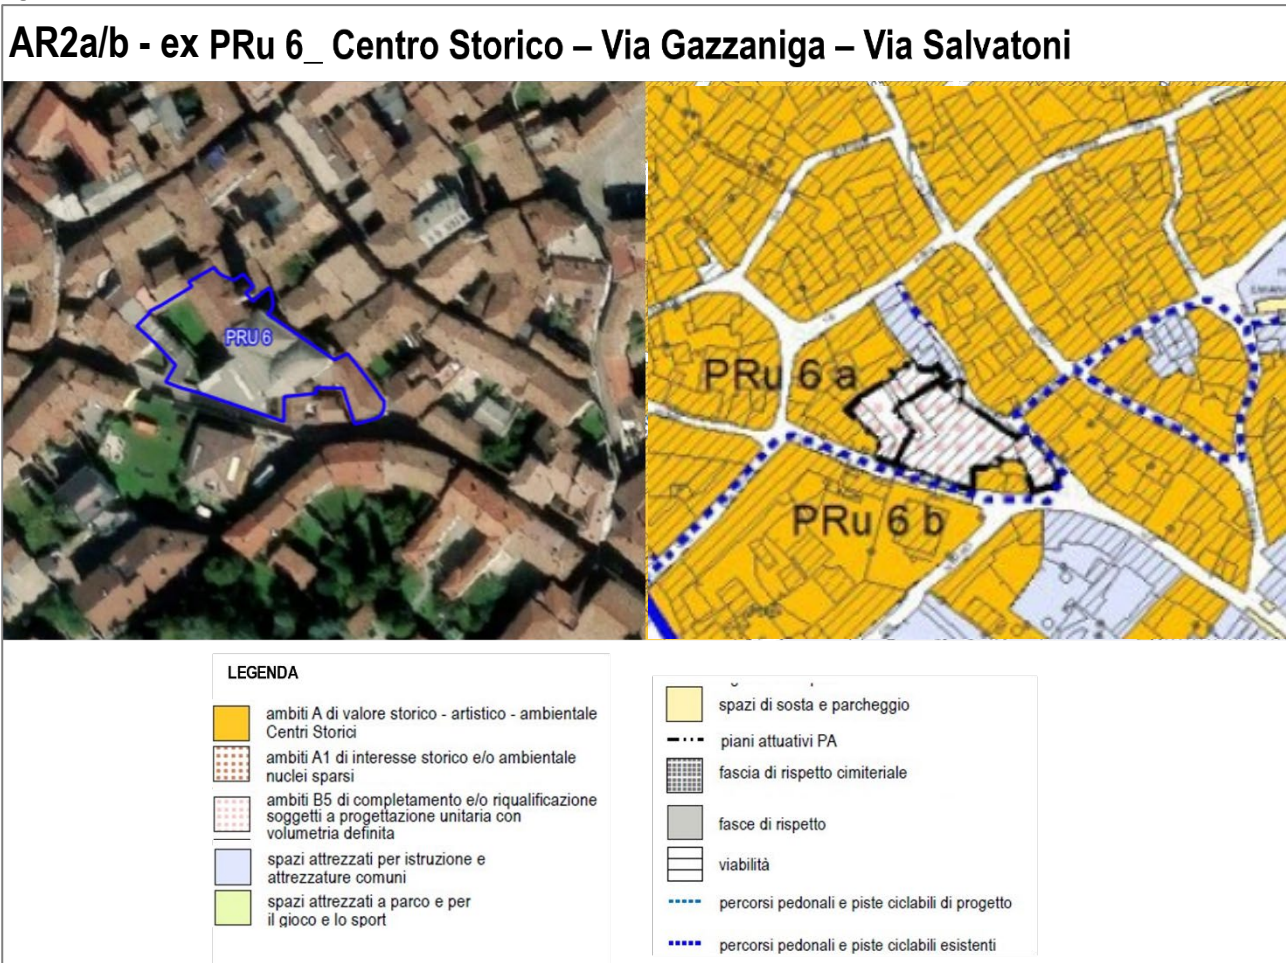 AR2a/b - ex PRu 6_ Centro Storico – Via Gazzaniga – Via Salvatoni
PRU 6
PRu 6 a
PRu 6 b
LEGENDA
ambiti A di valore storico - artistico - ambientale
Centri Storici
ambiti A1 di interesse storico e/o ambientale
nuclei sparsi
ambiti B5 di completamento e/o riqualificazione
soggetti a progettazione unitaria con
volumetria definita
spazi attrezzati per istruzione e
attrezzature comuni
spazi attrezzati a parco e per
il gioco e lo sport
spazi di sosta e parcheggio
piani attuativi PA
fascia di rispetto cimiteriale
fasce di rispetto
viabilità
percorsi pedonali e piste ciclabili di progetto
percorsi pedonali e piste ciclabili esistenti